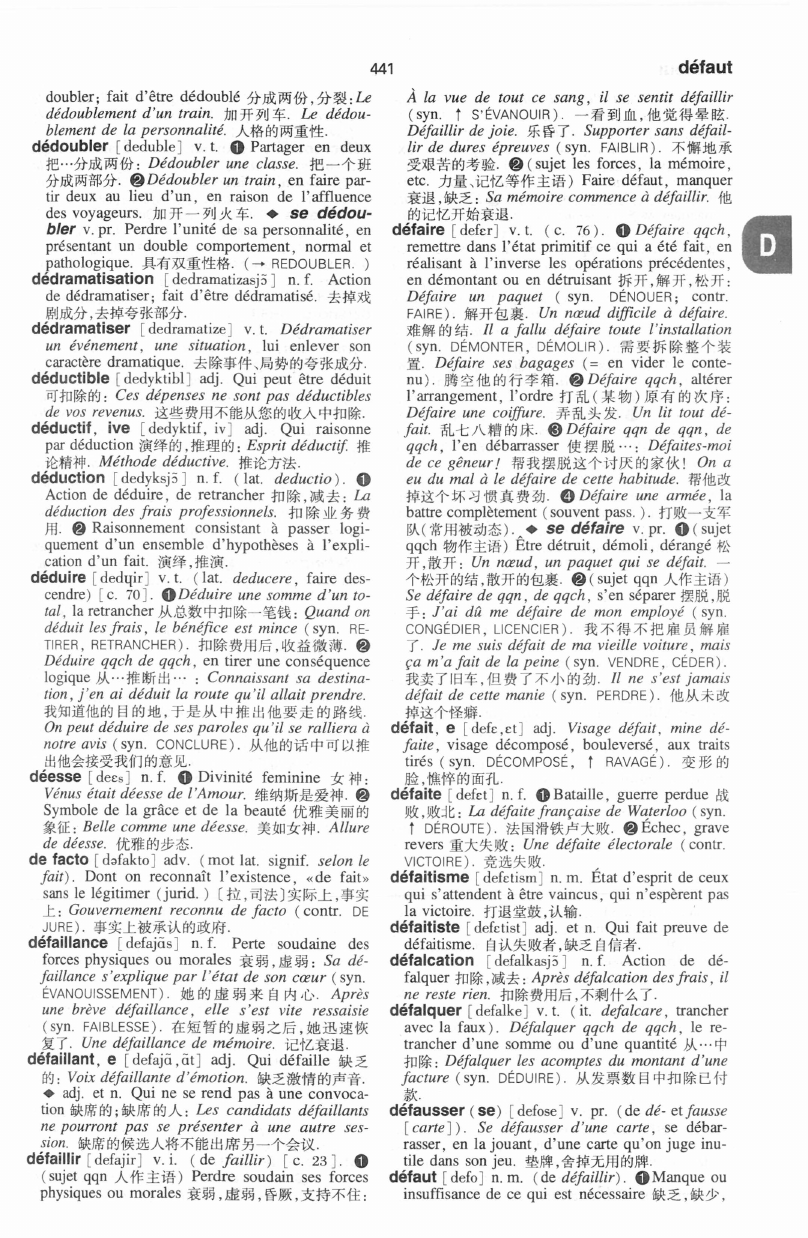 441
défaut
doubler; fait d'être dédoublé 分成两份,分裂: Le
dédoublement d'un train. 加开列车. Le dédou-
blement de la personnalité. 人格的两重性.
dédoubler [deduble] v. t. ❶ Partager en deux
把…分成两份: Dédoubler une classe. 把一个班
分成两部分. ❷ Dédoubler un train, en faire par-
tir deux au lieu d'un, en raison de l'affluence
des voyageurs. 加开一列火车. ◆ se dédou-
bler v. pr. Perdre l'unité de sa personnalité, en
présentant un double comportement, normal et
pathologique. 具有双重性格. (→ REDOUBLER. )
dédramatisation [dedramatizasjɔ̃] n. f. Action
de dédramatiser; fait d'être dédramatisé. 去掉戏
剧成分,去掉夸张部分.
dédramatiser [dedramatize] v. t. Dédramatiser
un événement, une situation, lui enlever son
caractère dramatique. 去除事件、局势的夸张成分.
déductible [dedyktibl] adj. Qui peut être déduit
可扣除的: Ces dépenses ne sont pas déductibles
de vos revenus. 这些费用不能从您的收入中扣除.
déductif, ive [dedyktif, iv] adj. Qui raisonne
par déduction 演绎的,推理的: Esprit déductif. 推
论精神. Méthode déductive. 推论方法.
déduction [dedyksjɔ̃] n. f. ( lat. deductio ). ❶
Action de déduire, de retrancher 扣除,减去: La
déduction des frais professionnels. 扣除业务费
用. ❷ Raisonnement consistant à passer logi-
quement d'un ensemble d'hypothèses à l'expli-
cation d'un fait. 演绎,推演.
déduire [dedɥir] v. t. ( lat. deducere, faire des-
cendre) [c. 70]. ❶ Déduire une somme d'un to-
tal, la retrancher 从总数中扣除一笔钱: Quand on
déduit les frais, le bénéfice est mince (syn. RE-
TIRER, RETRANCHER). 扣除费用后,收益微薄. ❷
Déduire qqch de qqch, en tirer une conséquence
logique 从…推断出… : Connaissant sa destina-
tion, j'en ai déduit la route qu'il allait prendre.
我知道他的目的地,于是从中推出他要走的路线.
On peut déduire de ses paroles qu'il se ralliera à
notre avis (syn. CONCLURE). 从他的话中可以推
出他会接受我们的意见.
déesse [deɛs] n. f. ❶ Divinité feminine 女神:
Vénus était déesse de l'Amour. 维纳斯是爱神. ❷
Symbole de la grâce et de la beauté 优雅美丽的
象征: Belle comme une déesse. 美如女神. Allure
de déesse. 优雅的步态.
de facto [defakto] adv. (mot lat. signif. selon le
fait). Dont on reconnaît l'existence, «de fait»
sans le légitimer (jurid. ) 〔拉,司法〕实际上,事实
上: Gouvernement reconnu de facto (contr. DE
JURE). 事实上被承认的政府.
défaillance [defajɑ̃s] n. f. Perte soudaine des
forces physiques ou morales 衰弱,虚弱: Sa dé-
faillance s'explique par l'état de son cœur (syn.
ÉVANOUISSEMENT). 她的虚弱来自内心. Après
une brève défaillance, elle s'est vite ressaisie
(syn. FAIBLESSE). 在短暂的虚弱之后,她迅速恢
复了. Une défaillance de mémoire. 记忆衰退.
défaillant, e [defajɑ̃, ɑ̃t] adj. Qui défaille 缺乏
的: Voix défaillante d'émotion. 缺乏激情的声音.
◆ adj. et n. Qui ne se rend pas à une convoca-
tion 缺席的;缺席的人: Les candidats défaillants
ne pourront pas se présenter à une autre ses-
sion. 缺席的候选人将不能出席另一个会议.
défaillir [defajir] v. i. ( de faillir ) [c. 23 ]. ❶
(sujet qqn 人作主语) Perdre soudain ses forces
physiques ou morales 衰弱,虚弱,昏厥,支持不住:
À la vue de tout ce sang, il se sentit défaillir
(syn. ↑ S'ÉVANOUIR). 一看到血,他觉得晕眩.
Défaillir de joie. 乐昏了. Supporter sans défail-
lir de dures épreuves (syn. FAIBLIR). 不懈地承
受艰苦的考验. ❷ (sujet les forces, la mémoire,
etc. 力量、记忆等作主语) Faire défaut, manquer
衰退,缺乏: Sa mémoire commence à défaillir. 他
的记忆开始衰退.
défaire [defɛr] v. t. ( c. 76). ❶ Défaire qqch,
remettre dans l'état primitif ce qui a été fait, en
réalisant à l'inverse les opérations précédentes,
en démontant ou en détruisant 拆开,解开,松开:
Défaire un paquet ( syn. DÉNOUER; contr.
FAIRE). 解开包裹. Un nœud difficile à défaire.
难解的结. Il a fallu défaire toute l'installation
(syn. DÉMONTER, DÉMOLIR). 需要拆除整个装
置. Défaire ses bagages (= en vider le conte-
nu). 腾空他的行李箱. ❷ Défaire qqch, altérer
l'arrangement, l'ordre 打乱(某物)原有的次序:
Défaire une coiffure. 弄乱头发. Un lit tout dé-
fait. 乱七八糟的床. ❸ Défaire qqn de qqn, de
qqch, l'en débarrasser 使摆脱…: Défaites-moi
de ce gêneur! 帮我摆脱这个讨厌的家伙! On a
eu du mal à le défaire de cette habitude. 帮他改
掉这个坏习惯真费劲. ❹ Défaire une armée, la
battre complètement (souvent pass. ). 打败一支军
队(常用被动态). ◆ se défaire v. pr. ❶ (sujet
qqch 物作主语) Être détruit, démoli, dérangé 松
开,散开: Un nœud, un paquet qui se défait. 一
个松开的结,散开的包裹. ❷ (sujet qqn 人作主语)
Se défaire de qqn, de qqch, s'en séparer 摆脱,脱
手: J'ai dû me défaire de mon employé (syn.
CONGÉDIER, LICENCIER). 我不得不把雇员解雇
了. Je me suis défait de ma vieille voiture, mais
ça m'a fait de la peine (syn. VENDRE, CÉDER).
我卖了旧车,但费了不小的劲. Il ne s'est jamais
défait de cette manie (syn. PERDRE). 他从未改
掉这个怪癖.
défait, e [defɛ, ɛt] adj. Visage défait, mine dé-
faite, visage décomposé, bouleversé, aux traits
tirés ( syn. DÉCOMPOSÉ, ↑ RAVAGÉ). 变形的
脸,憔悴的面孔.
défaite [defɛt] n. f. ❶ Bataille, guerre perdue 战
败,败北: La défaite française de Waterloo (syn.
↑ DÉROUTE). 法国滑铁卢大败. ❷ Échec, grave
revers 重大失败: Une défaite électorale (contr.
VICTOIRE). 竞选失败.
défaitisme [defɛtism] n. m. État d'esprit de ceux
qui s'attendent à être vaincus, qui n'espèrent pas
la victoire. 打退堂鼓,认输.
défaitiste [defɛtist] adj. et n. Qui fait preuve de
défaitisme. 自认失败者,缺乏自信者.
défalcation [defalkasjɔ̃] n. f. Action de dé-
falquer 扣除,减去: Après défalcation des frais, il
ne reste rien. 扣除费用后,不剩什么了.
défalquer [defalke] v. t. ( it. defalcare, trancher
avec la faux). Défalquer qqch de qqch, le re-
trancher d'une somme ou d'une quantité 从…中
扣除: Défalquer les acomptes du montant d'une
facture (syn. DÉDUIRE). 从发票数目中扣除已付
款.
défausser (se) [defose] v. pr. (de dé- et fausse
[carte]). Se défausser d'une carte, se débar-
rasser, en la jouant, d'une carte qu'on juge inu-
tile dans son jeu. 垫牌,舍掉无用的牌.
défaut [defo] n. m. (de défaillir). ❶ Manque ou
insuffisance de ce qui est nécessaire 缺乏,缺少,
D